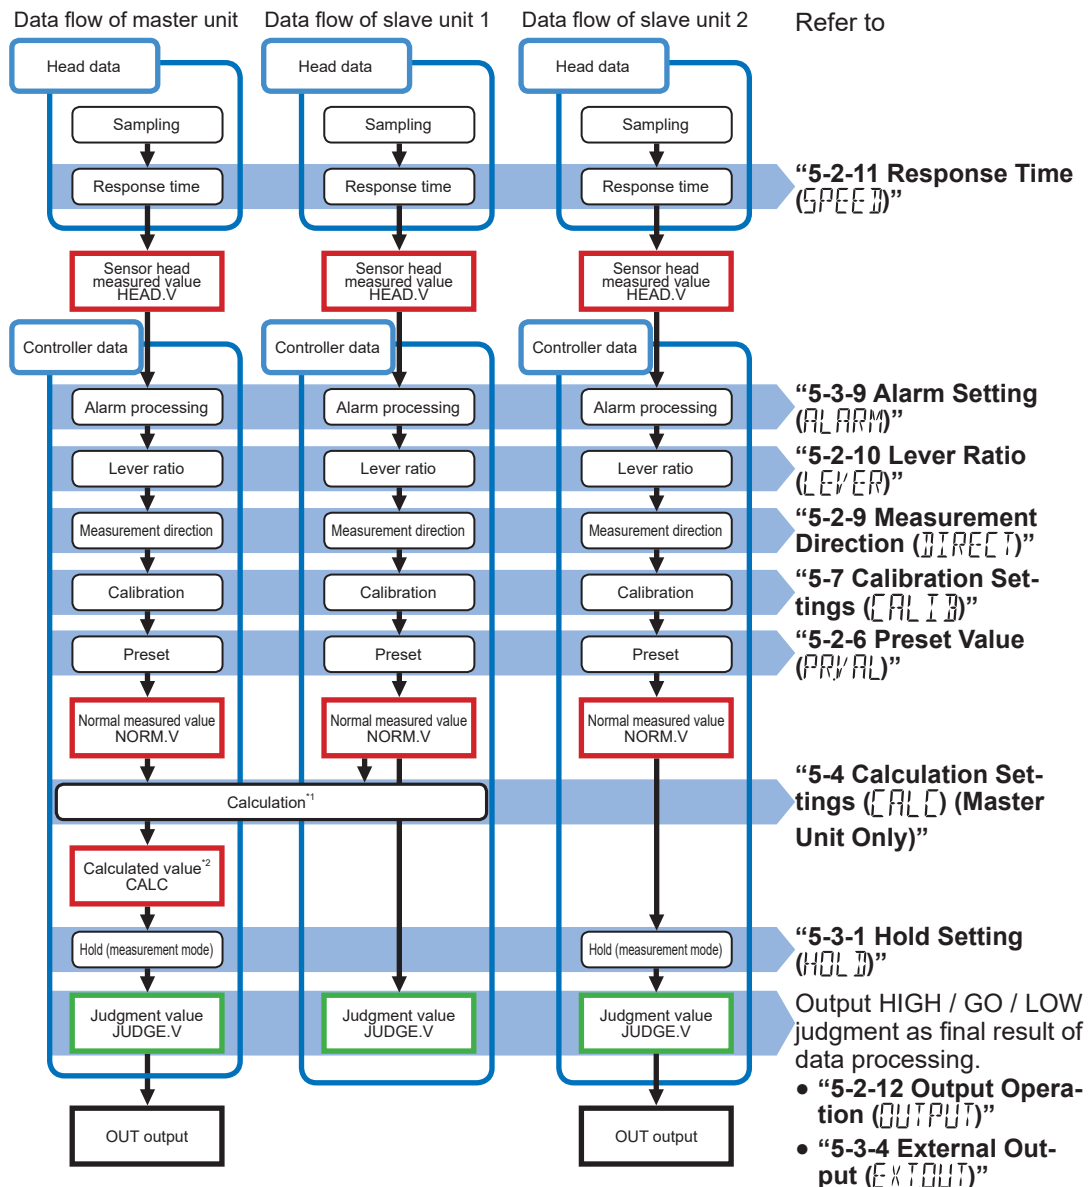 Data flow of master unit
Data flow of slave unit 1
Data flow of slave unit 2
Refer to
Head data
Head data
Head data
Sampling
Sampling
Sampling
Response time
Response time
Response time
“5-2-11 Response Time
(SPEED)”
Sensor head
measured value
HEAD.V
Sensor head
measured value
HEAD.V
Sensor head
measured value
HEAD.V
Controller data
Controller data
Controller data
Alarm processing
Alarm processing
Alarm processing
“5-3-9 Alarm Setting
(ALARM)”
Lever ratio
Lever ratio
Lever ratio
“5-2-10 Lever Ratio
(LEVER)”
Measurement direction
Measurement direction
Measurement direction
“5-2-9 Measurement
Direction (DIRECT)”
Calibration
Calibration
Calibration
“5-7 Calibration Set-
tings (CALIB)”
Preset
Preset
Preset
“5-2-6 Preset Value
(PRVAL)”
Normal measured value
NORM.V
Normal measured value
NORM.V
Normal measured value
NORM.V
Calculation*1
“5-4 Calculation Set-
tings (CALC) (Master
Unit Only)”
Calculated value*2
CALC
Hold (measurement mode)
Hold (measurement mode)
“5-3-1 Hold Setting
(HOLD)”
Judgment value
JUDGE.V
Judgment value
JUDGE.V
Judgment value
JUDGE.V
Output HIGH / GO / LOW
judgment as final result of
data processing.
• “5-2-12 Output Opera-
tion (OUTPUT)”
• “5-3-4 External Out-
put (EXTOUT)”
OUT output
OUT output